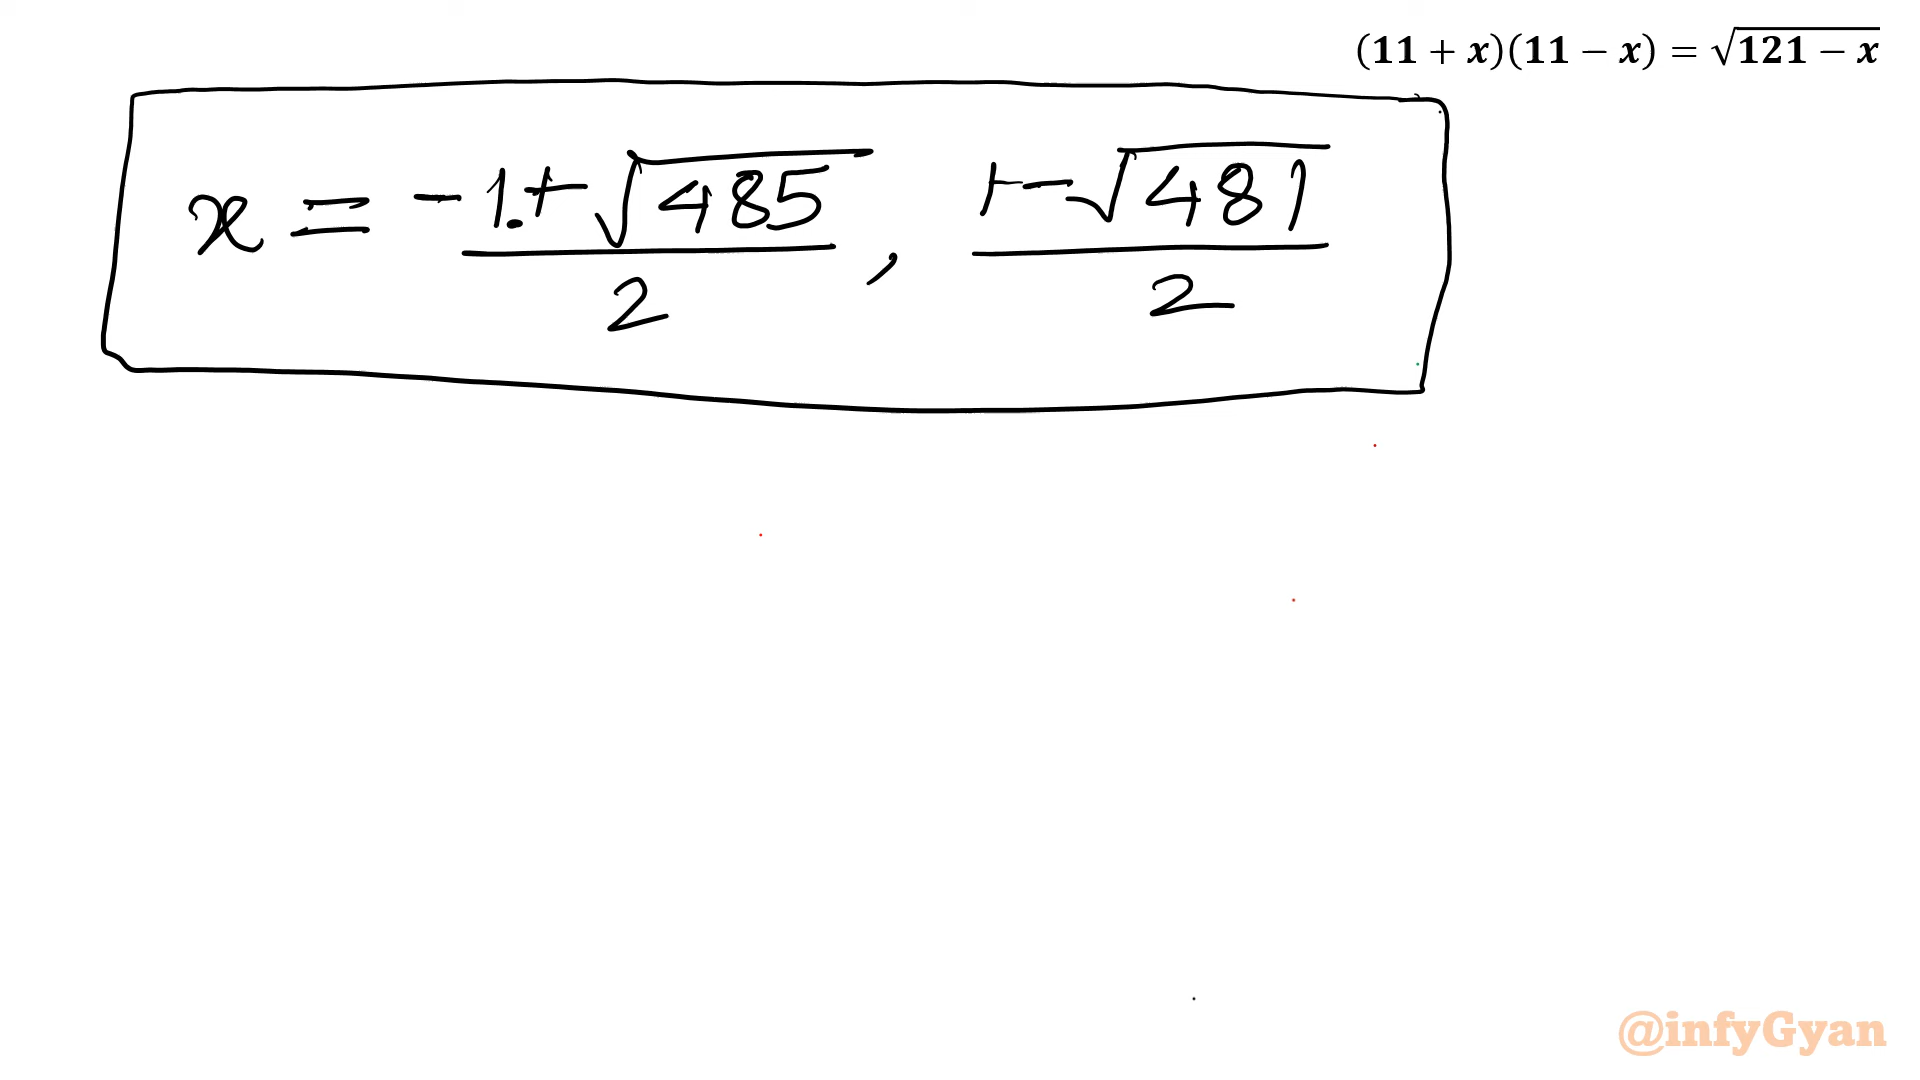 (11 + x)(11 − x) = √(121 − x)
x = (-1 + √485)/2 , (1 - √481)/2
@infyGyan